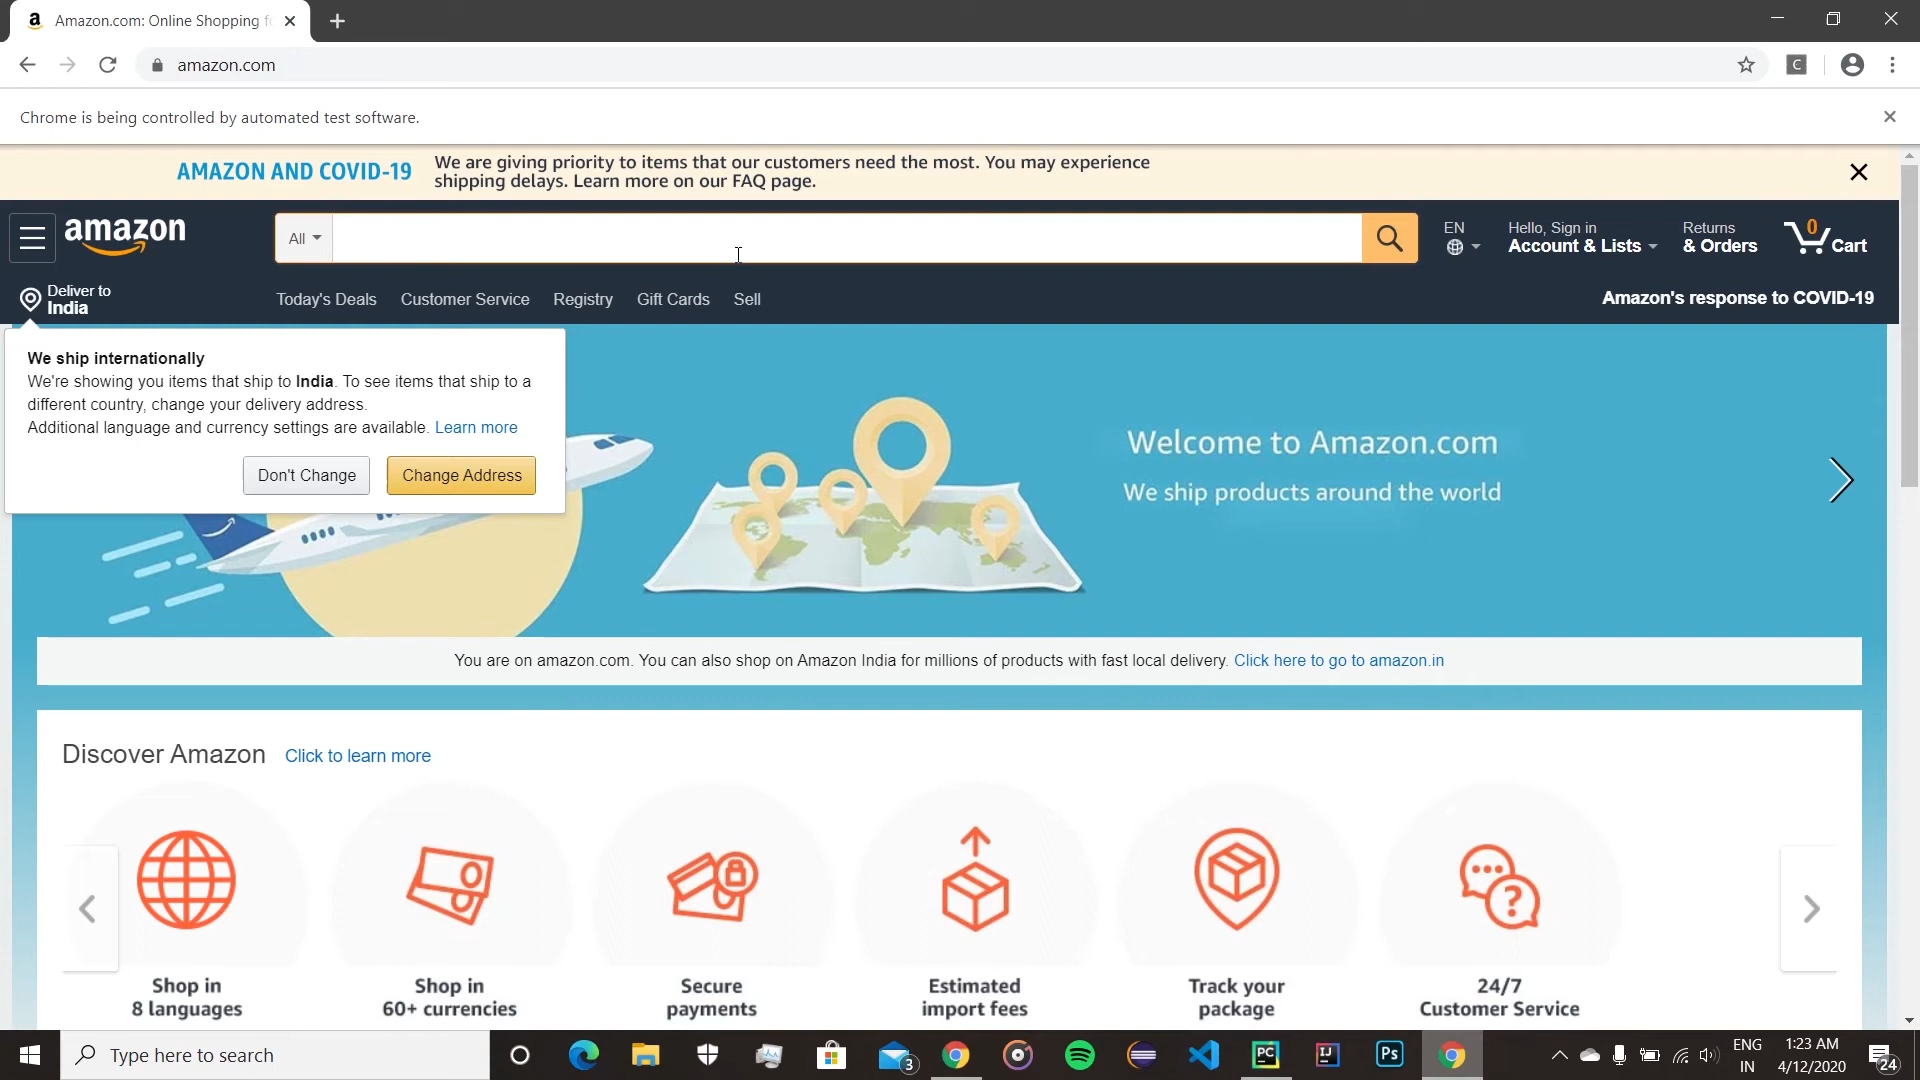 Amazon.com: Online Shopping fo
amazon.com
C
Chrome is being controlled by automated test software.
AMAZON AND COVID-19
We are giving priority to items that our customers need the most. You may experience
shipping delays. Learn more on our FAQ page.
amazon
All
EN
Hello, Sign in
Account & Lists
Returns
& Orders
0
Cart
Deliver to
India
Today's Deals
Customer Service
Registry
Gift Cards
Sell
Amazon's response to COVID-19
We ship internationally
We're showing you items that ship to India. To see items that ship to a
different country, change your delivery address.
Additional language and currency settings are available. Learn more
Don't Change
Change Address
Welcome to Amazon.com
We ship products around the world
You are on amazon.com. You can also shop on Amazon India for millions of products with fast local delivery. Click here to go to amazon.in
Discover Amazon
Click to learn more
Shop in
8 languages
Shop in
60+ currencies
Secure
payments
Estimated
import fees
Track your
package
24/7
Customer Service
Type here to search
3
PC
IJ
Ps
ENG
IN
1:23 AM
4/12/2020
24